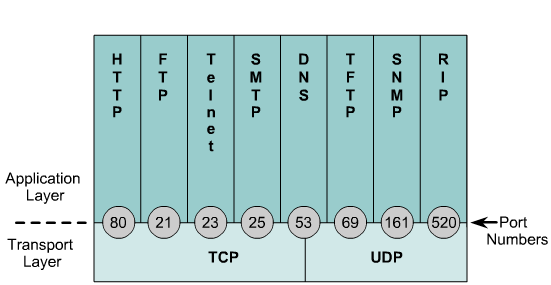 HTTP
FTP
Telnet
SMTP
DNS
TFTP
SNMP
RIP
Application
Layer
80
21
23
25
53
69
161
520
Port
Numbers
Transport
Layer
TCP
UDP